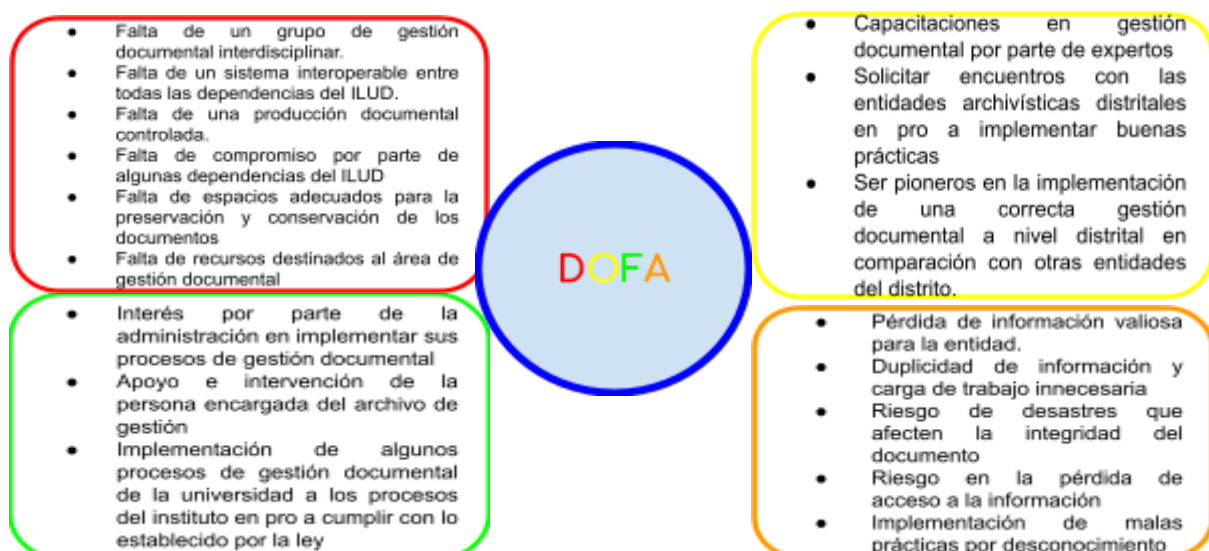 ● Falta de un grupo de gestión
documental interdisciplinar.
● Falta de un sistema interoperable entre
todas las dependencias del ILUD.
● Falta de una producción documental
controlada.
● Falta de compromiso por parte de
algunas dependencias del ILUD
● Falta de espacios adecuados para la
preservación y conservación de los
documentos
● Falta de recursos destinados al área de
gestión documental
● Capacitaciones en gestión
documental por parte de expertos
● Solicitar encuentros con las
entidades archivísticas distritales
en pro a implementar buenas
prácticas
● Ser pioneros en la implementación
de una correcta gestión
documental a nivel distrital en
comparación con otras entidades
del distrito.
DOFA
● Interés por parte de la
administración en implementar sus
procesos de gestión documental
● Apoyo e intervención de la
persona encargada del archivo de
gestión
● Implementación de algunos
procesos de gestión documental
de la universidad a los procesos
del instituto en pro a cumplir con lo
establecido por la ley
● Pérdida de información valiosa
para la entidad.
● Duplicidad de información y
carga de trabajo innecesaria
● Riesgo de desastres que
afecten la integridad del
documento
● Riesgo en la pérdida de
acceso a la información
● Implementación de malas
prácticas por desconocimiento